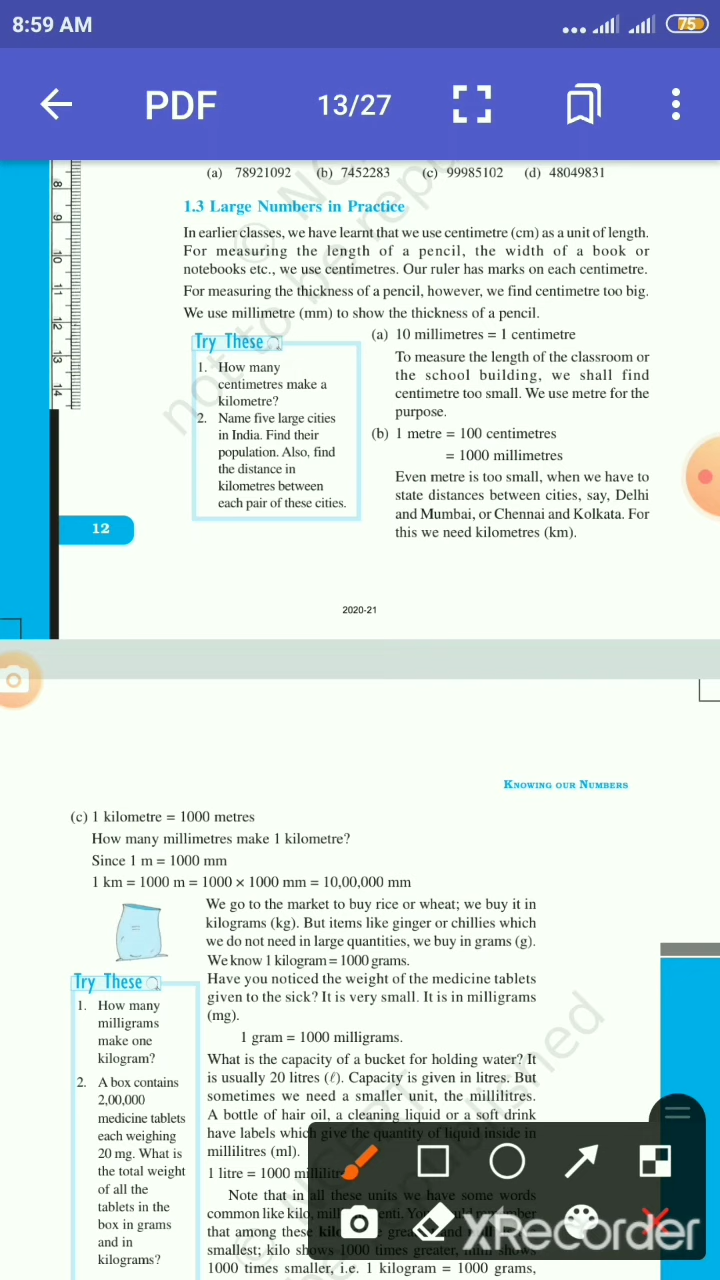 8:59 AM
75
PDF 13/27
(a) 78921092 (b) 7452283 (c) 99985102 (d) 48049831
1.3 Large Numbers in Practice
In earlier classes, we have learnt that we use centimetre (cm) as a unit of length.
For measuring the length of a pencil, the width of a book or
notebooks etc., we use centimetres. Our ruler has marks on each centimetre.
For measuring the thickness of a pencil, however, we find centimetre too big.
We use millimetre (mm) to show the thickness of a pencil.
8
9
10
11
12
13
14
Try These
1. How many
centimetres make a
kilometre?
2. Name five large cities
in India. Find their
population. Also, find
the distance in
kilometres between
each pair of these cities.
(a) 10 millimetres = 1 centimetre
To measure the length of the classroom or
the school building, we shall find
centimetre too small. We use metre for the
purpose.
(b) 1 metre = 100 centimetres
= 1000 millimetres
Even metre is too small, when we have to
state distances between cities, say, Delhi
and Mumbai, or Chennai and Kolkata. For
this we need kilometres (km).
12
2020-21
KNOWING OUR NUMBERS
(c) 1 kilometre = 1000 metres
How many millimetres make 1 kilometre?
Since 1 m = 1000 mm
1 km = 1000 m = 1000 × 1000 mm = 10,00,000 mm
We go to the market to buy rice or wheat; we buy it in
kilograms (kg). But items like ginger or chillies which
we do not need in large quantities, we buy in grams (g).
We know 1 kilogram = 1000 grams.
Try These
1. How many
milligrams
make one
kilogram?
2. A box contains
2,00,000
medicine tablets
each weighing
20 mg. What is
the total weight
of all the
tablets in the
box in grams
and in
kilograms?
Have you noticed the weight of the medicine tablets
given to the sick? It is very small. It is in milligrams
(mg).
1 gram = 1000 milligrams.
What is the capacity of a bucket for holding water? It
is usually 20 litres (ℓ). Capacity is given in litres. But
sometimes we need a smaller unit, the millilitres.
A bottle of hair oil, a cleaning liquid or a soft drink
have labels which give the quantity of liquid inside in
millilitres (ml).
1 litre = 1000 millilitres
Note that in all these units we have some words
common like kilo,
that among these
smallest; kilo shows 1000 times greater, milli shows
1000 times smaller, i.e. 1 kilogram = 1000 grams,
XRecorder